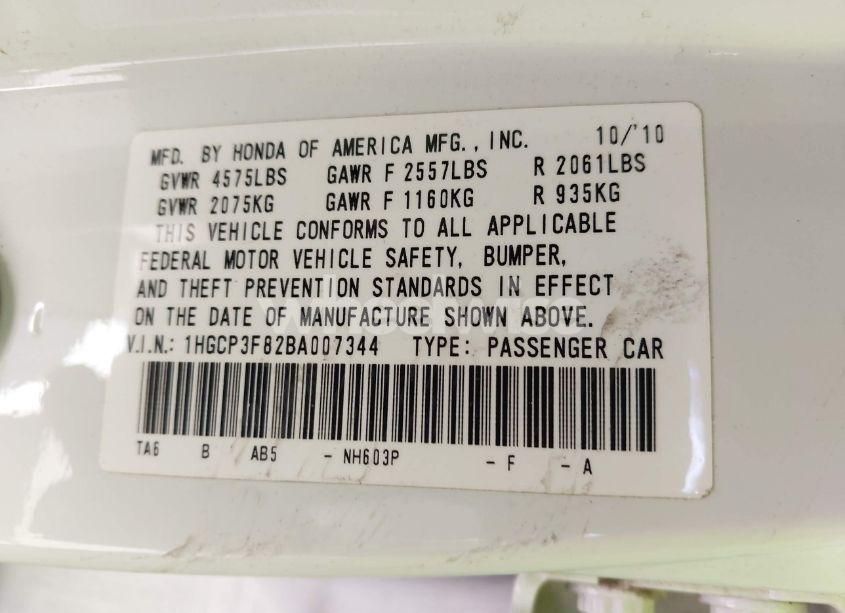 MFD. BY HONDA OF AMERICA MFG., INC. 10/'10
GVWR 4575LBS GAWR F 2557LBS R 2061LBS
GVWR 2075KG GAWR F 1160KG R 935KG
THIS VEHICLE CONFORMS TO ALL APPLICABLE
FEDERAL MOTOR VEHICLE SAFETY, BUMPER,
AND THEFT PREVENTION STANDARDS IN EFFECT
ON THE DATE OF MANUFACTURE SHOWN ABOVE.
V.I.N.: 1HGCP3F82BA007344 TYPE: PASSENGER CAR
TA6 B AB5 - NH603P - F - A